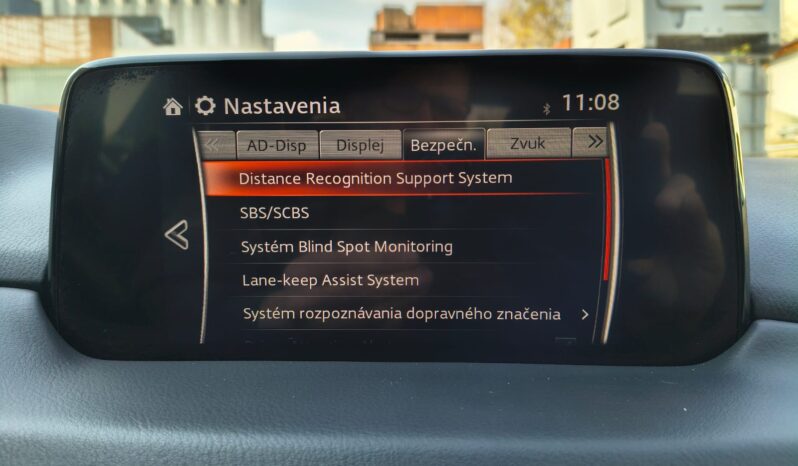 Nastavenia
11:08
AD-Disp Displej Bezpečn. Zvuk
Distance Recognition Support System
SBS/SCBS
Systém Blind Spot Monitoring
Lane-keep Assist System
Systém rozpoznávania dopravného značenia